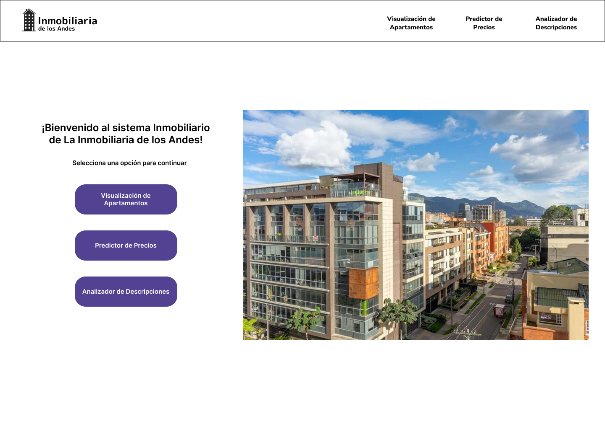 Inmobiliaria
de los Andes
Visualización de
Apartamentos
Predictor de
Precios
Analizador de
Descripciones
¡Bienvenido al sistema Inmobiliario
de La Inmobiliaria de los Andes!
Selecciona una opción para continuar
Visualización de
Apartamentos
Predictor de Precios
Analizador de Descripciones